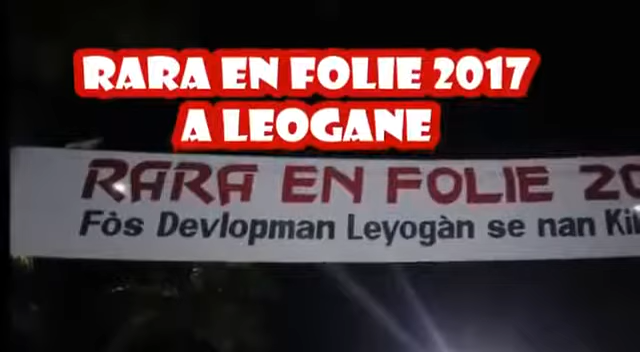 RARA EN FOLIE 2017
A LEOGANE
RARA EN FOLIE
Fòs Devlopman Leyogàn se nan